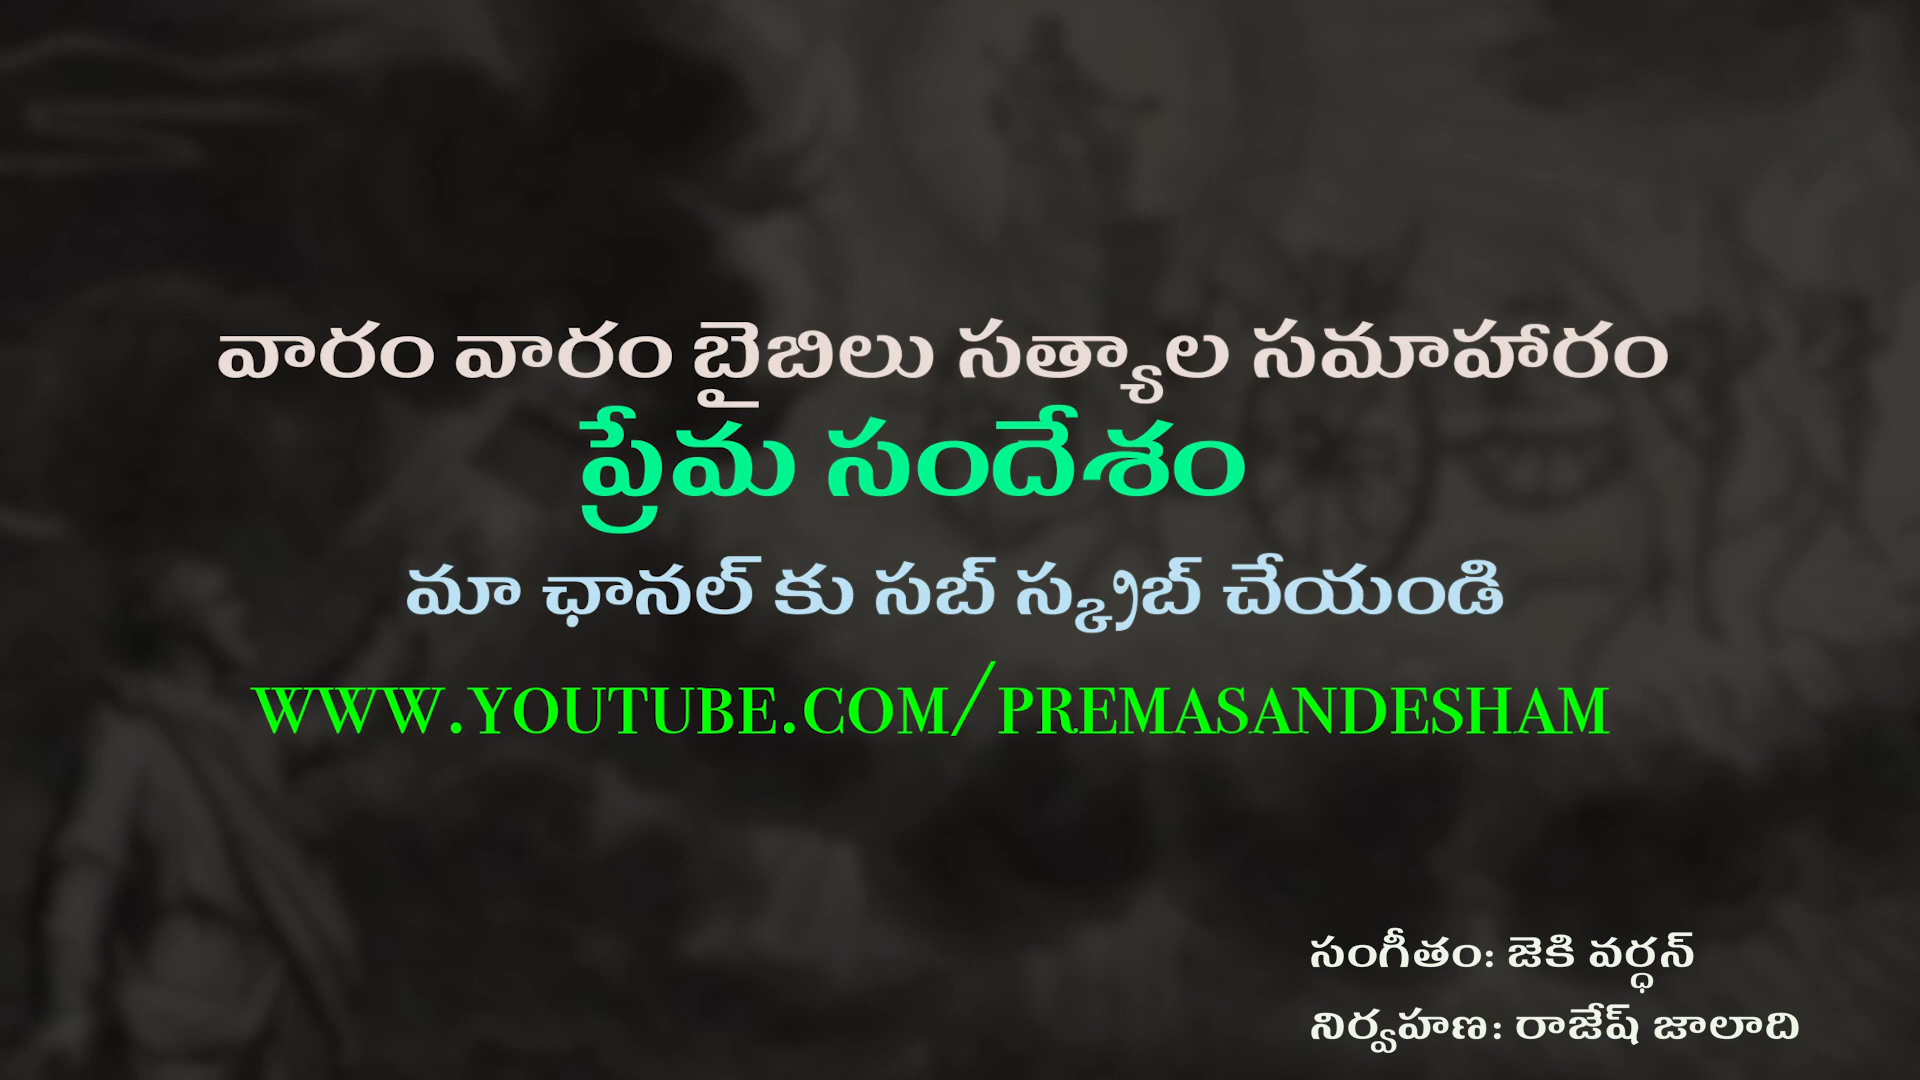 వారం వారం బైబిలు సత్యాల సమాహారం
ప్రేమ సందేశం
మా ఛానల్ కు సబ్ స్క్రైబ్ చేయండి
WWW.YOUTUBE.COM/PREMASANDESHAM
సంగీతం: జెకి వర్ధన్
నిర్వహణ: రాజేష్ జాలాది